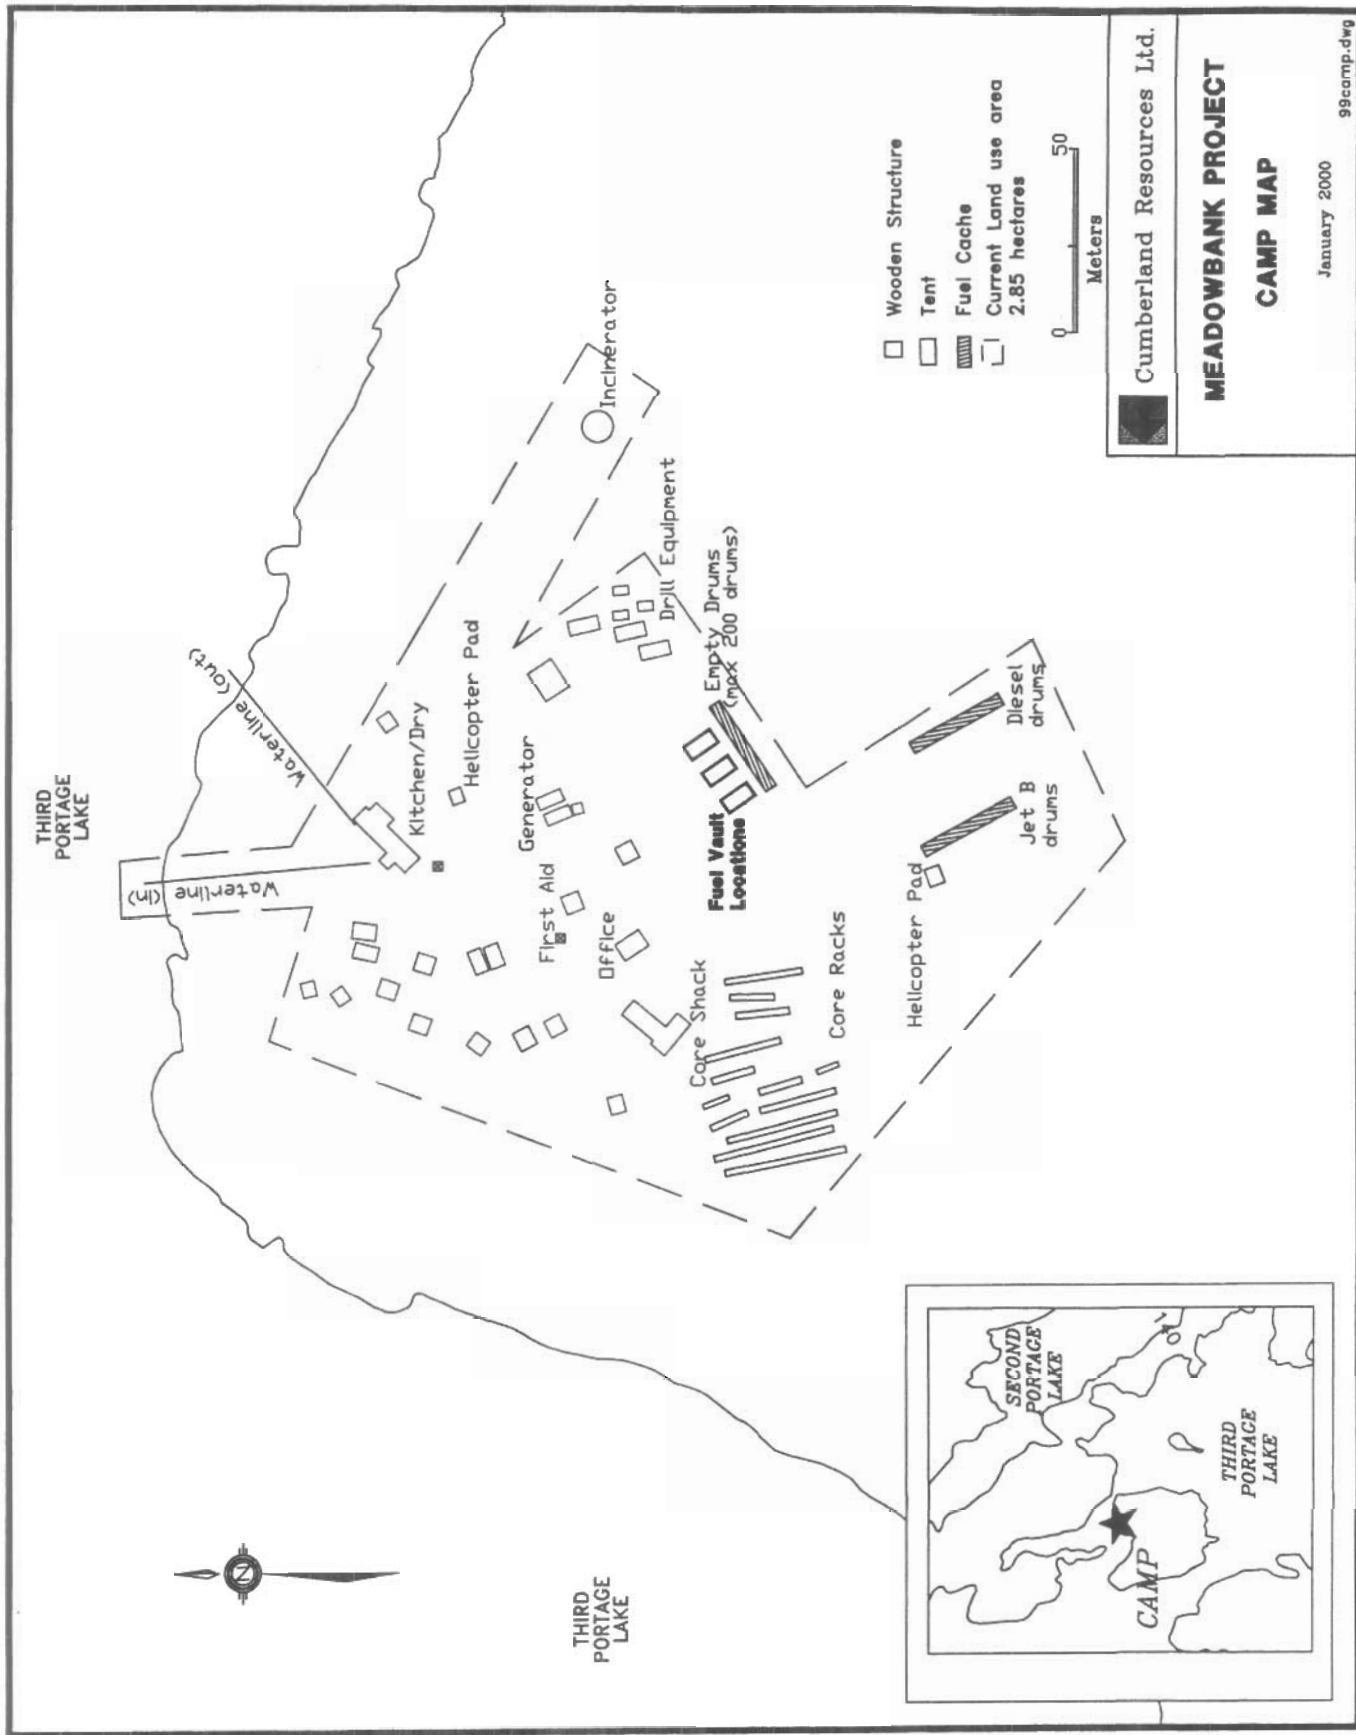 THIRD
PORTAGE
LAKE
Waterline (out)
Waterline
(in)
Kitchen/Dry
Helicopter Pad
Generator
First Aid
Office
Core Shack
Core Racks
Incinerator
Drill Equipment
Empty Drums
(max 200 drums)
Fuel Vault
Locations
Helicopter Pad
Jet B
drums
Diesel
drums
THIRD
PORTAGE
LAKE
N
Wooden Structure
Tent
Fuel Cache
Current Land use area
2.85 hectares
0 50
Meters
Cumberland Resources Ltd.
MEADOWBANK PROJECT
CAMP MAP
January 2000
99camp.dwg
SECOND
PORTAGE
LAKE
THIRD
PORTAGE
LAKE
CAMP